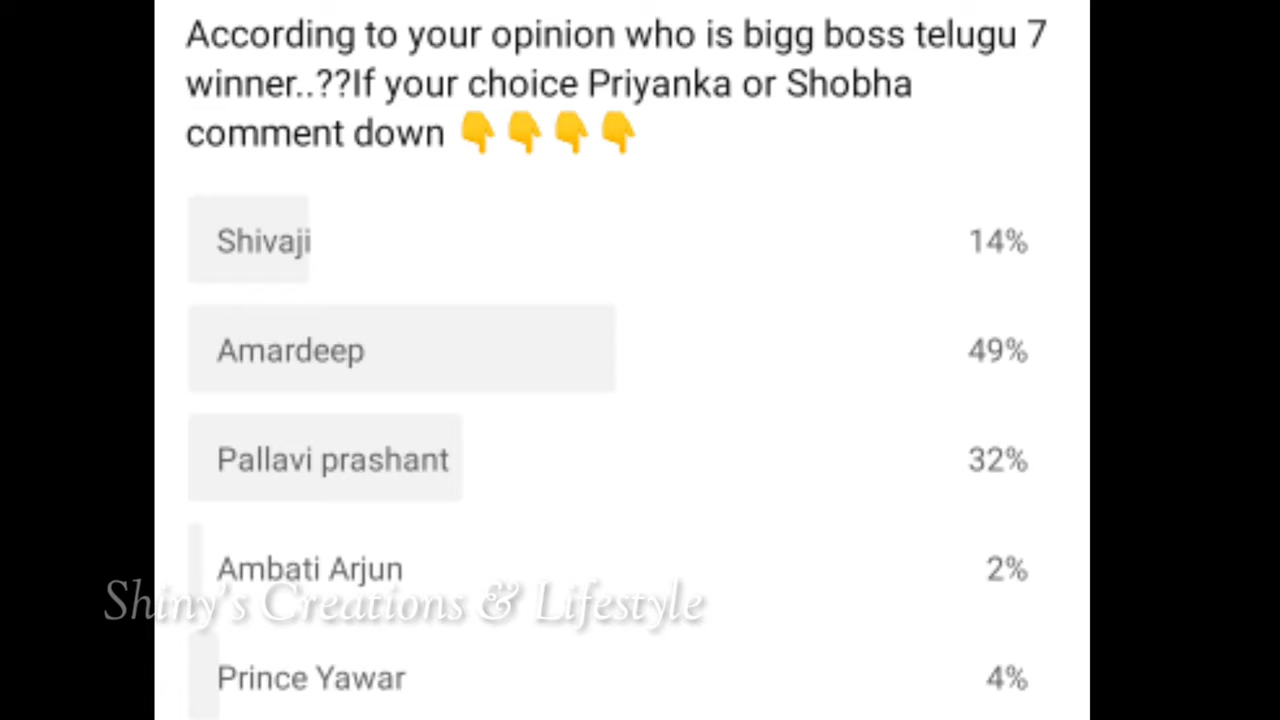 According to your opinion who is bigg boss telugu 7
winner..??If your choice Priyanka or Shobha
comment down 👇👇👇👇
Shivaji 14%
Amardeep 49%
Pallavi prashant 32%
Ambati Arjun 2%
Shiny's Creations & Lifestyle
Prince Yawar 4%